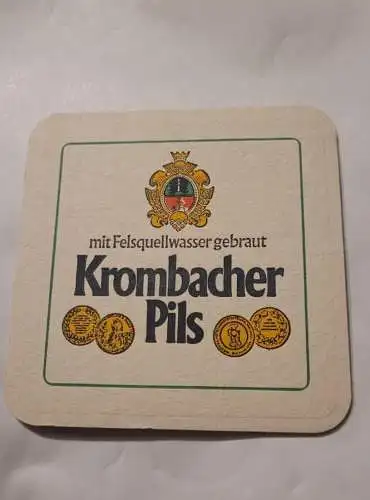 mit Felsquellwasser gebraut
Krombacher
Pils